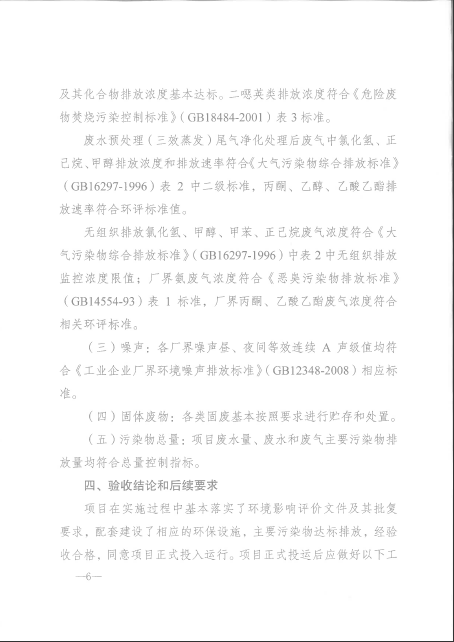 及其化合物排放浓度基本达标。二噁英类排放浓度符合《危险废
物焚烧污染控制标准》（GB18484-2001）表 3 标准。
废水预处理（三效蒸发）尾气净化处理后废气中氯化氢、正
己烷、甲醇排放浓度和排放速率符合《大气污染物综合排放标准》
（GB16297-1996）表 2 中二级标准，丙酮、乙醇、乙酸乙酯排
放速率符合环评标准值。
无组织排放氯化氢、甲醇、甲苯、正己烷废气浓度符合《大
气污染物综合排放标准》（GB16297-1996）中表 2 中无组织排放
监控浓度限值；厂界氨废气浓度符合《恶臭污染物排放标准》
（GB14554-93）表 1 标准，厂界丙酮、乙酸乙酯废气浓度符合
相关环评标准。
（三）噪声：各厂界噪声昼、夜间等效连续 A 声级值均符
合《工业企业厂界环境噪声排放标准》（GB12348-2008）相应标
准。
（四）固体废物：各类固废基本按照要求进行贮存和处置。
（五）污染物总量：项目废水量、废水和废气主要污染物排
放量均符合总量控制指标。
四、验收结论和后续要求
项目在实施过程中基本落实了环境影响评价文件及其批复
要求，配套建设了相应的环保设施，主要污染物达标排放，经验
收合格，同意项目正式投入运行。项目正式投运后应做好以下工
—6—